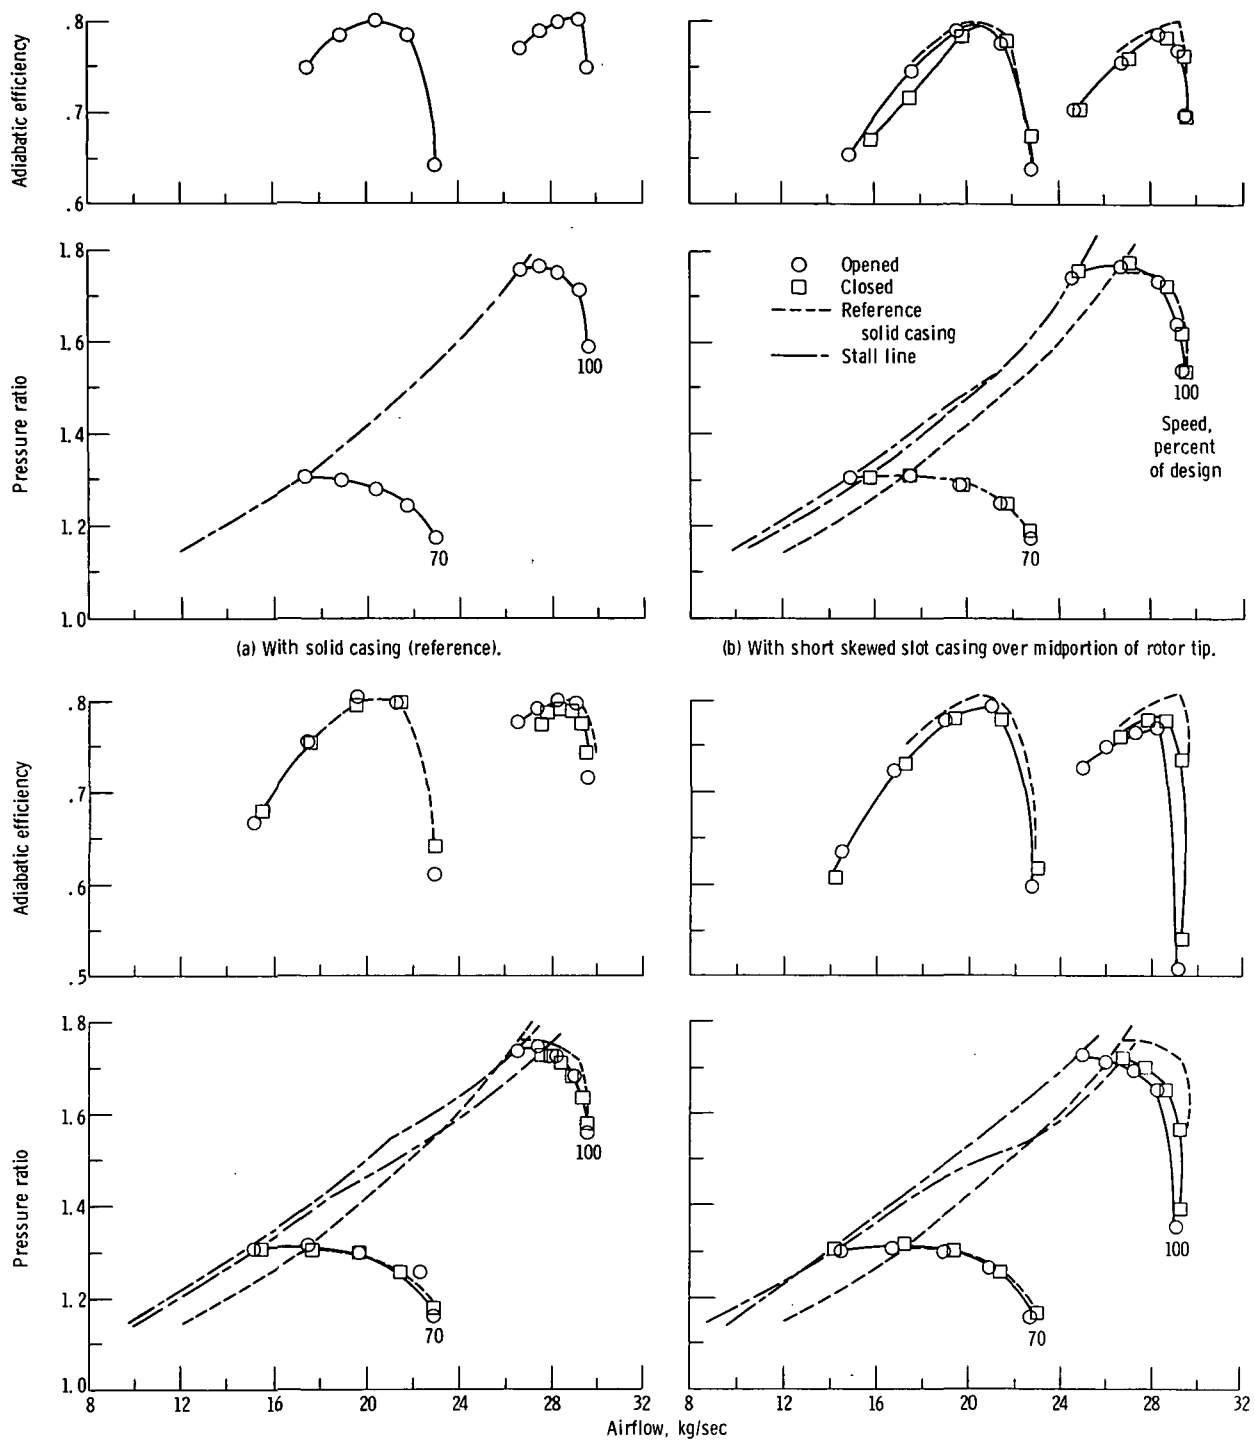 Adiabatic efficiency
.8
.7
.6
Pressure ratio
1.8
1.6
1.4
1.2
1.0
100
70
(a) With solid casing (reference).
Opened
Closed
Reference
solid casing
Stall line
100
Speed,
percent
of design
70
(b) With short skewed slot casing over midportion of rotor tip.
Adiabatic efficiency
.8
.7
.6
.5
Pressure ratio
1.8
1.6
1.4
1.2
1.0
100
70
8 12 16 20 24 28 32
100
70
8 12 16 20 24 28 32
Airflow, kg/sec